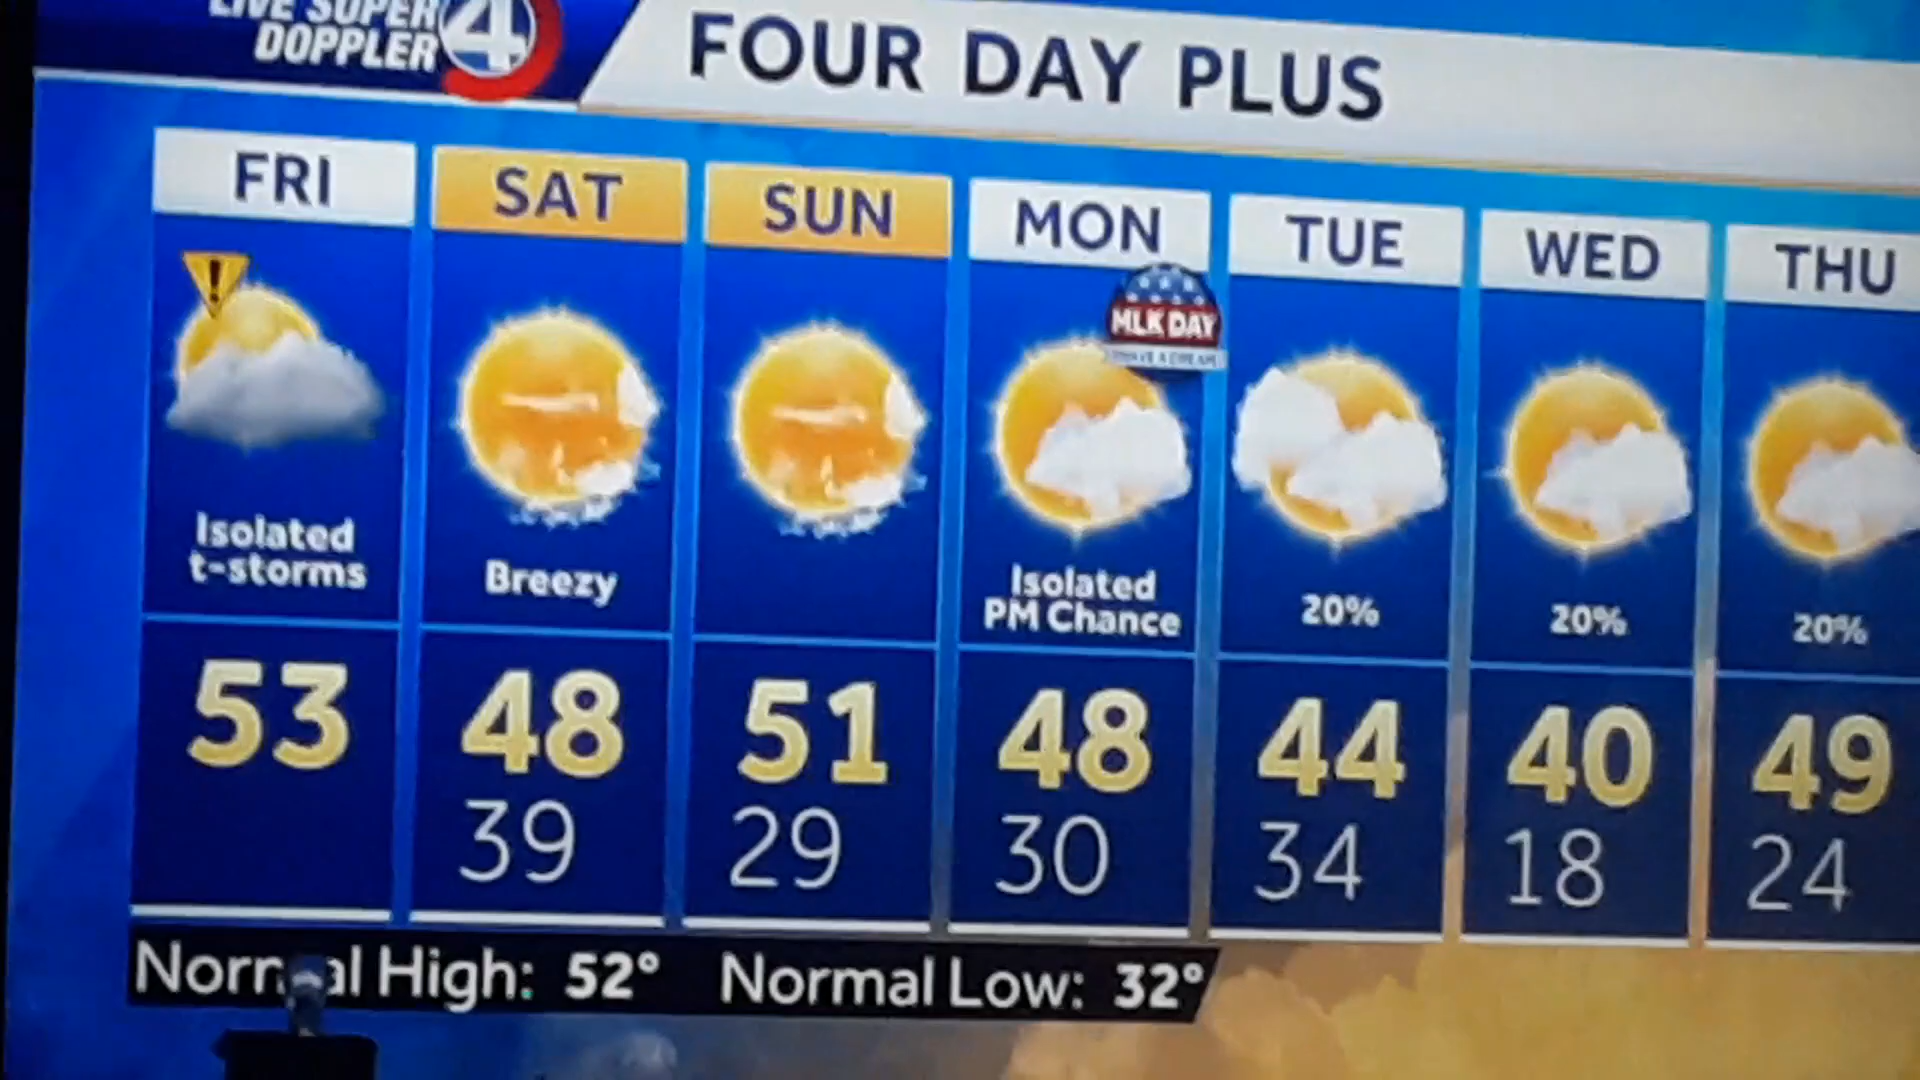 LIVE SUPER
DOPPLER 4
FOUR DAY PLUS
FRI
SAT
SUN
MON
TUE
WED
THU
!
MLK DAY
I HAVE A DREAM
Isolated
t-storms
Breezy
Isolated
PM Chance
20%
20%
20%
53
48
51
48
44
40
49
39
29
30
34
18
24
Normal High: 52° Normal Low: 32°